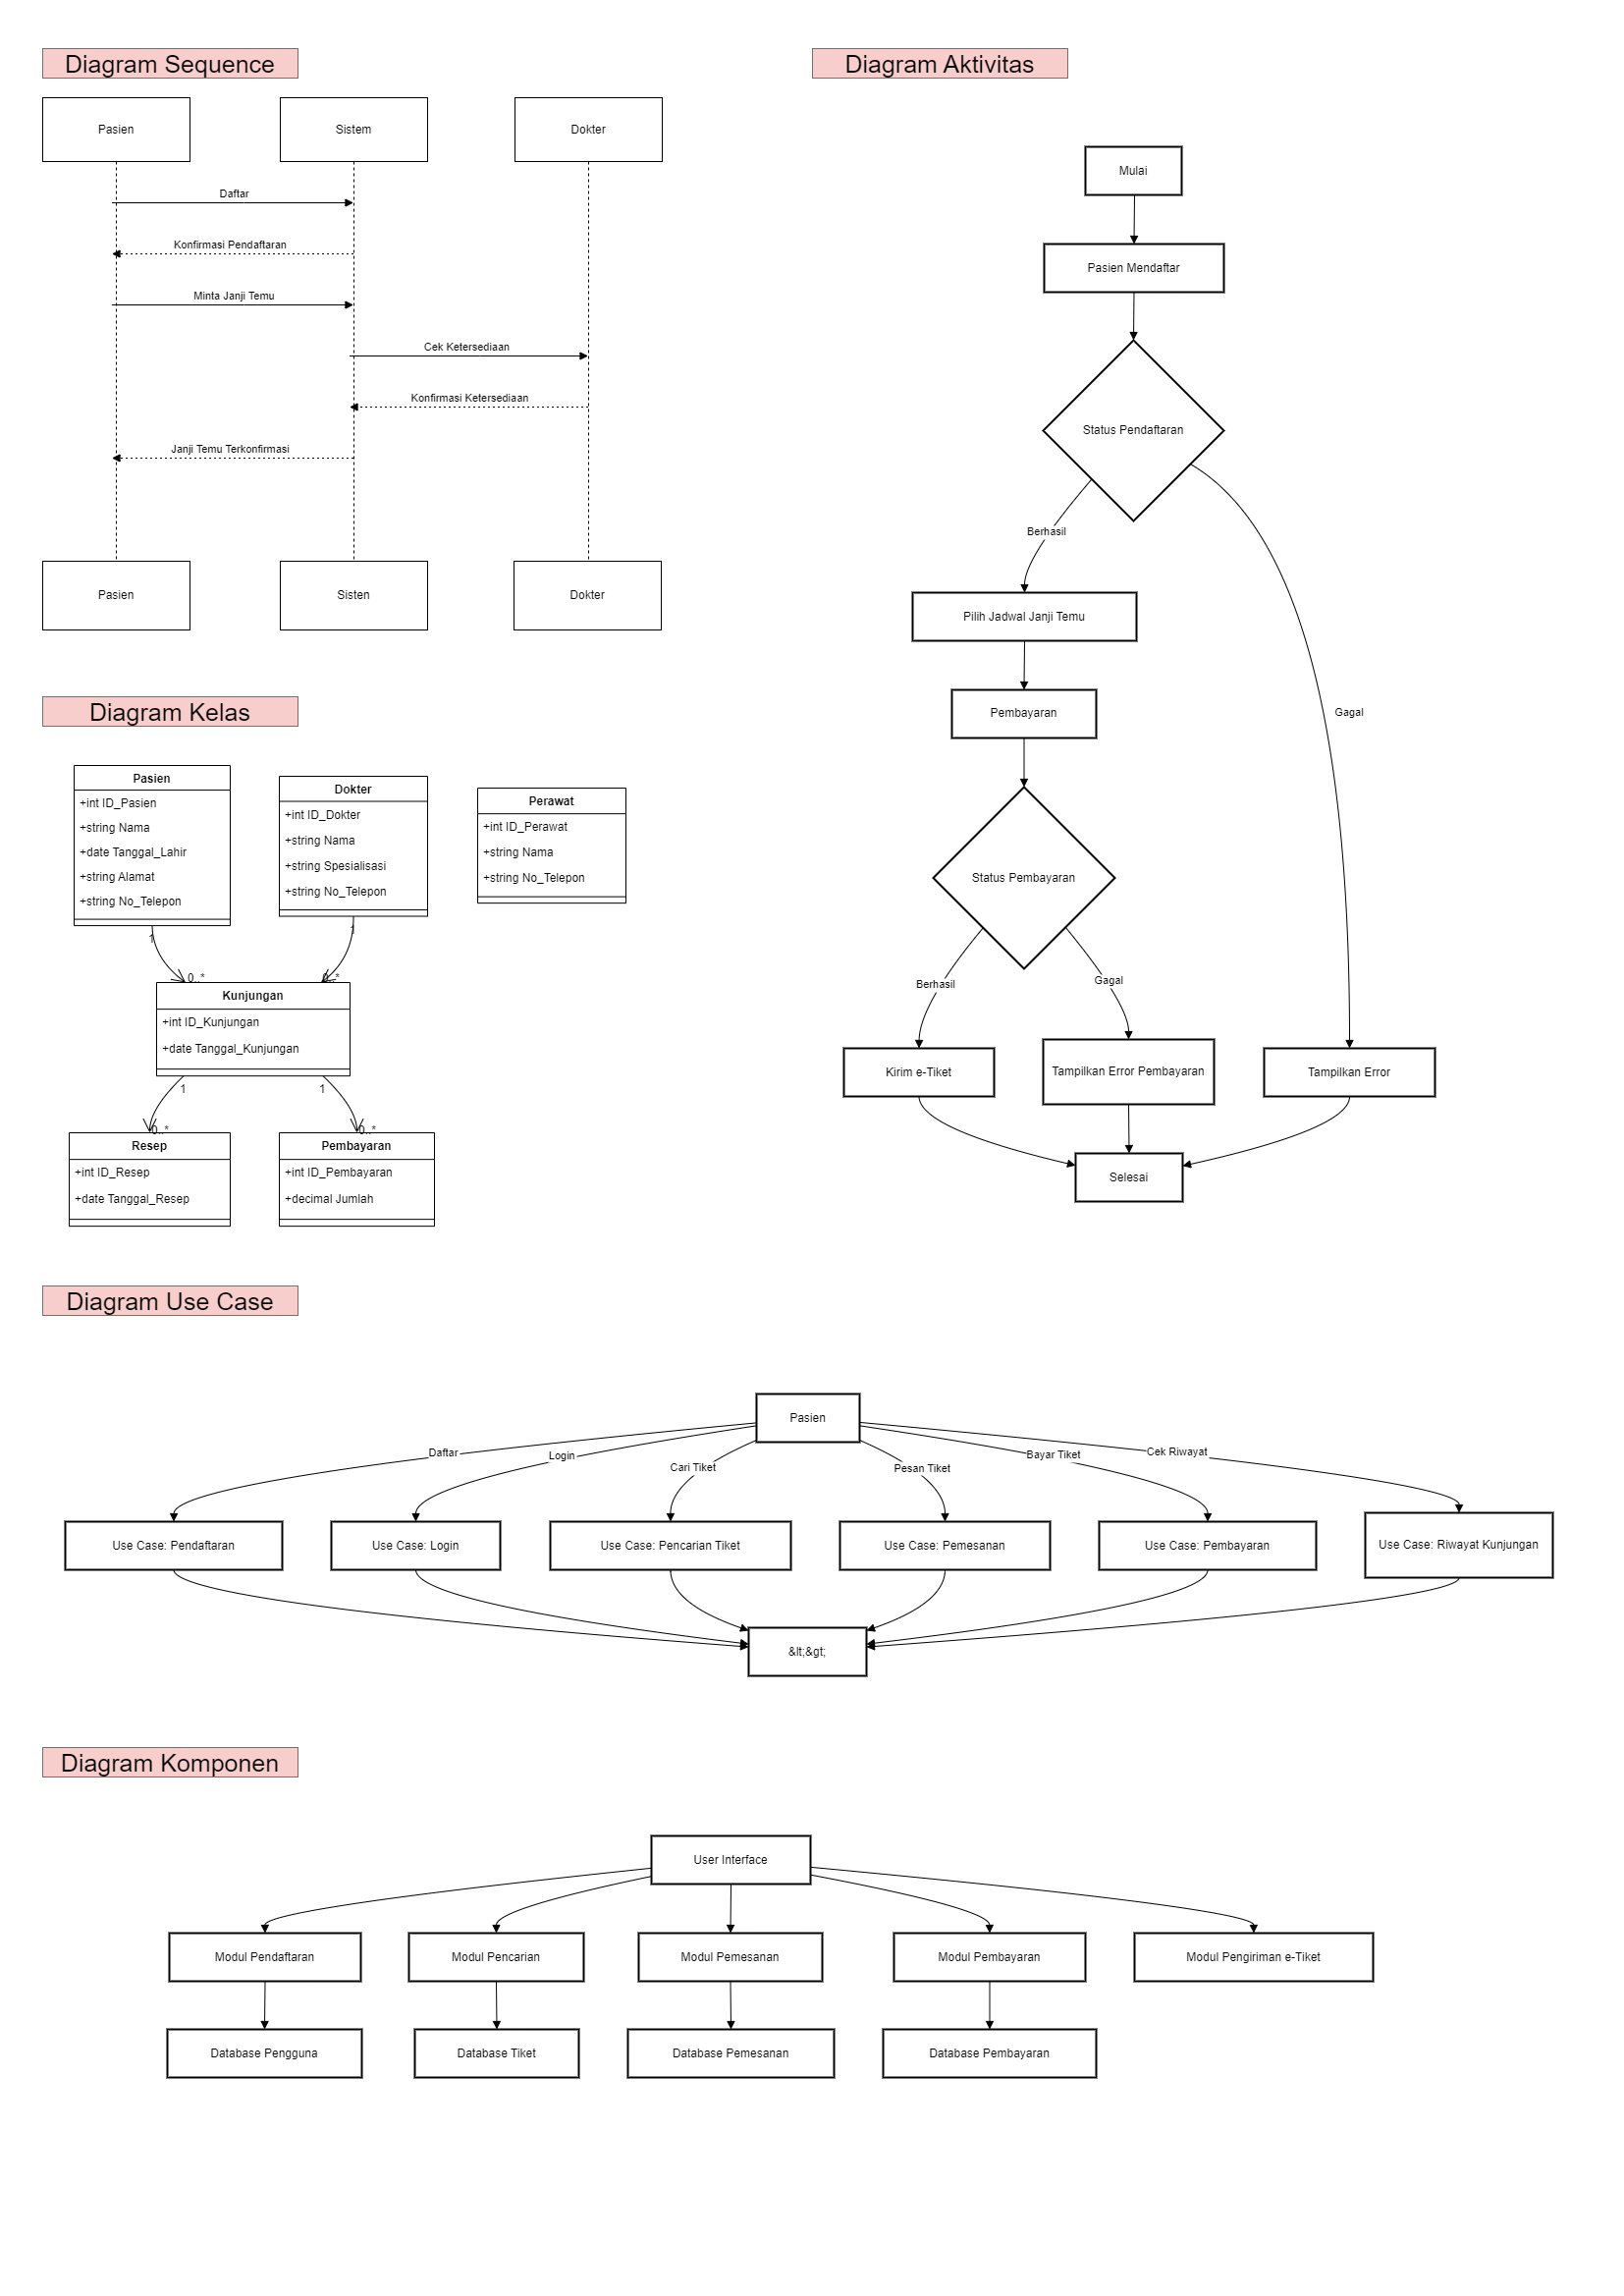 Diagram Sequence
Pasien
Sistem
Dokter
Daftar
Konfirmasi Pendaftaran
Minta Janji Temu
Cek Ketersediaan
Konfirmasi Ketersediaan
Janji Temu Terkonfirmasi
Pasien
Sisten
Dokter
Diagram Aktivitas
Mulai
Pasien Mendaftar
Status Pendaftaran
Berhasil
Pilih Jadwal Janji Temu
Pembayaran
Gagal
Status Pembayaran
Berhasil
Gagal
Kirim e-Tiket
Tampilkan Error Pembayaran
Tampilkan Error
Selesai
Diagram Kelas
Pasien
+int ID_Pasien
+string Nama
+date Tanggal_Lahir
+string Alamat
+string No_Telepon
Dokter
+int ID_Dokter
+string Nama
+string Spesialisasi
+string No_Telepon
Perawat
+int ID_Perawat
+string Nama
+string No_Telepon
1
1
0..*
0..*
Kunjungan
+int ID_Kunjungan
+date Tanggal_Kunjungan
1
1
0..*
0..*
Resep
+int ID_Resep
+date Tanggal_Resep
Pembayaran
+int ID_Pembayaran
+decimal Jumlah
Diagram Use Case
Pasien
Daftar
Login
Cari Tiket
Pesan Tiket
Bayar Tiket
Cek Riwayat
Use Case: Pendaftaran
Use Case: Login
Use Case: Pencarian Tiket
Use Case: Pemesanan
Use Case: Pembayaran
Use Case: Riwayat Kunjungan
&lt;&gt;
Diagram Komponen
User Interface
Modul Pendaftaran
Modul Pencarian
Modul Pemesanan
Modul Pembayaran
Modul Pengiriman e-Tiket
Database Pengguna
Database Tiket
Database Pemesanan
Database Pembayaran